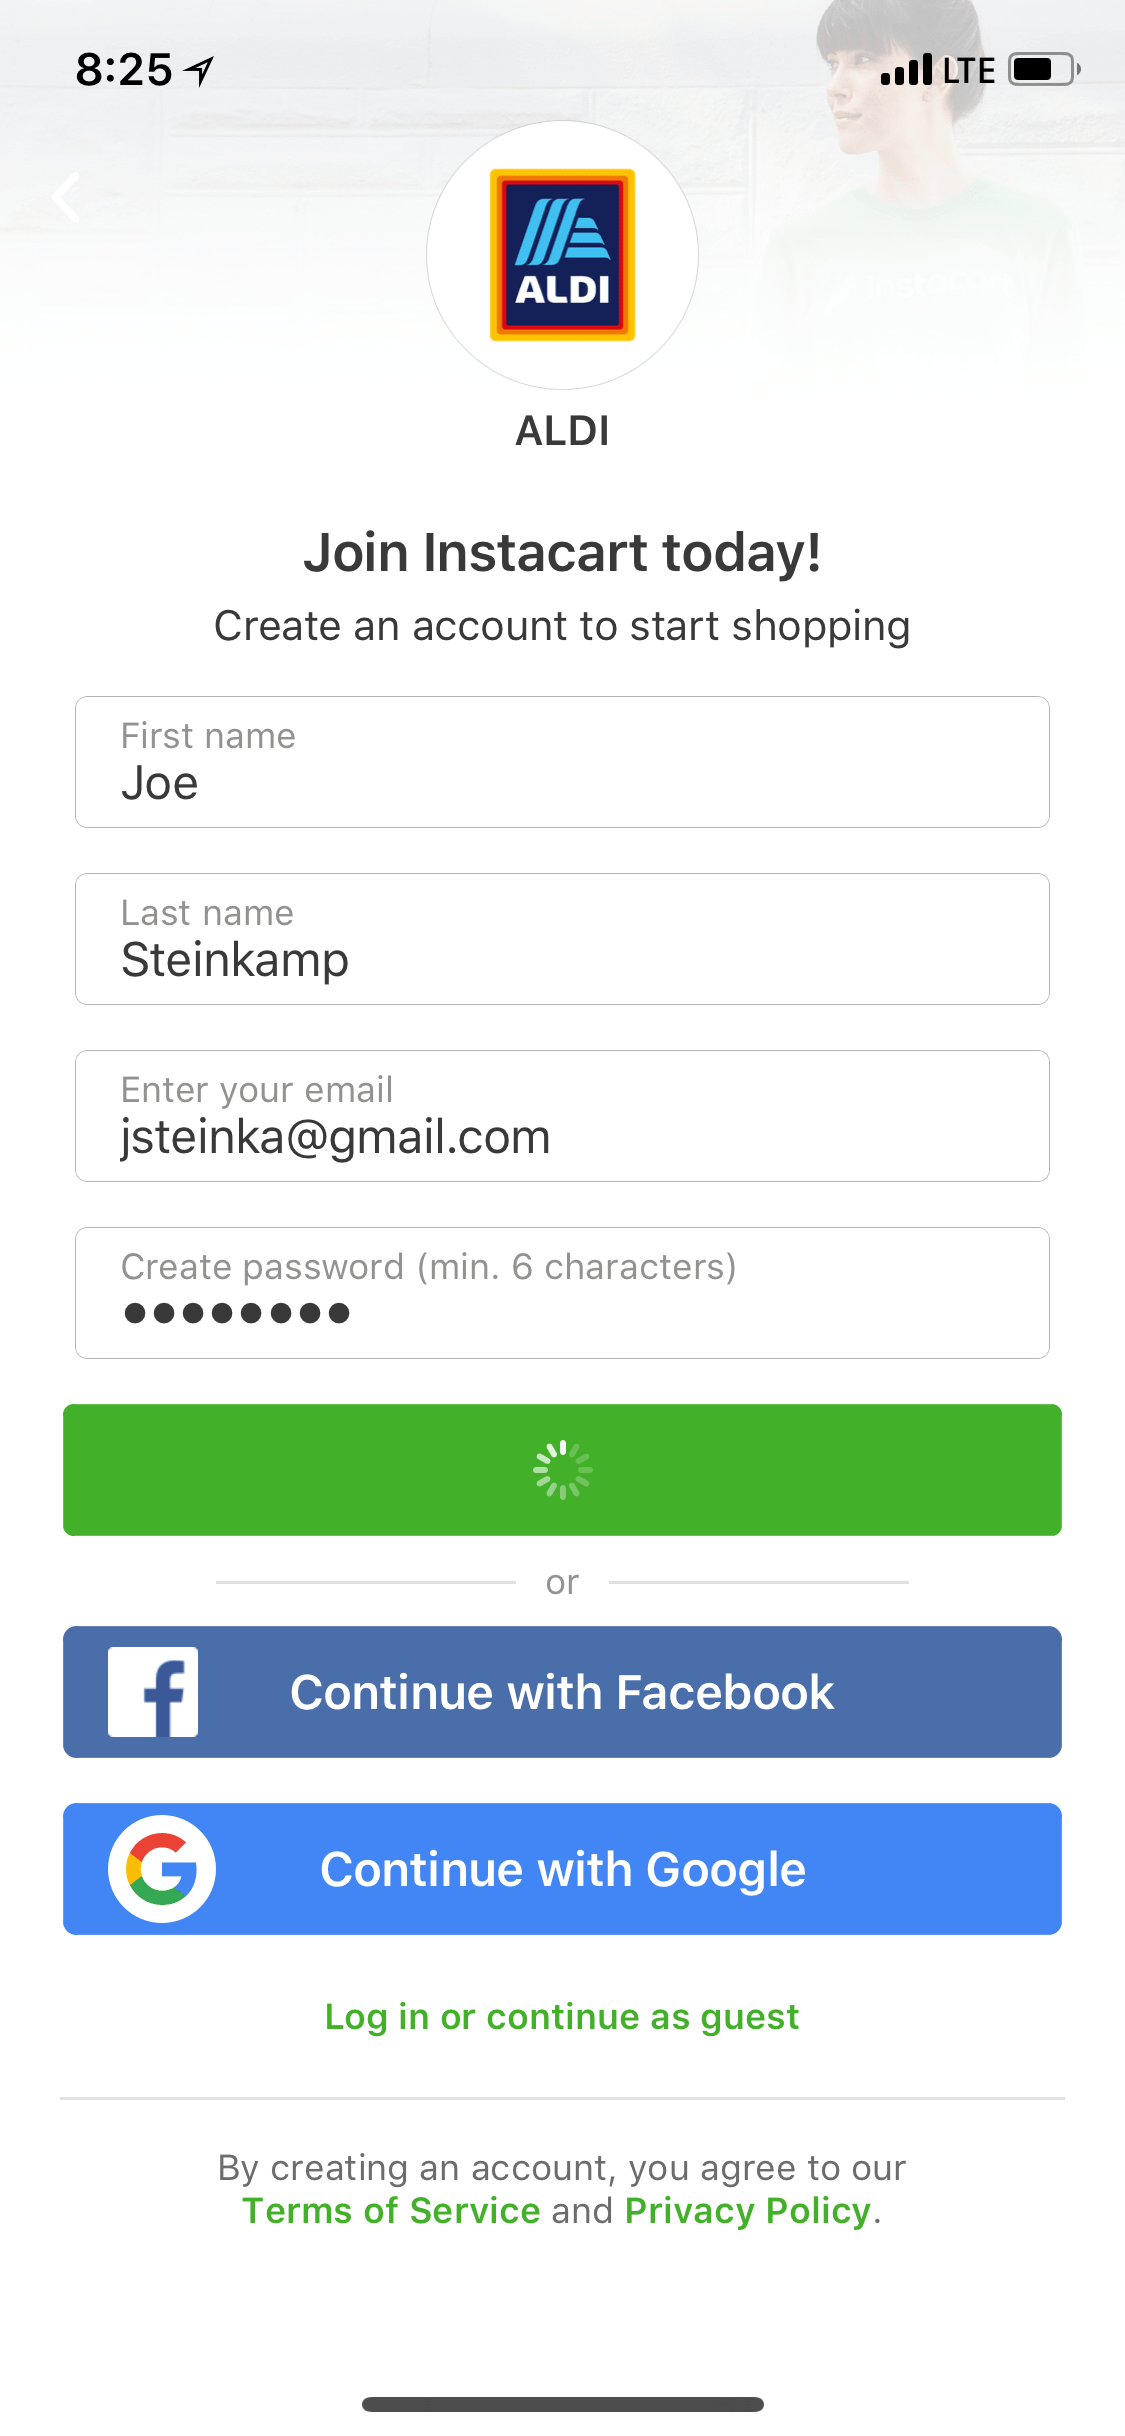 8:25
LTE
ALDI
ALDI
Join Instacart today!
Create an account to start shopping
First name
Joe
Last name
Steinkamp
Enter your email
jsteinka@gmail.com
Create password (min. 6 characters)
••••••••
or
Continue with Facebook
Continue with Google
Log in or continue as guest
By creating an account, you agree to our
Terms of Service and Privacy Policy.